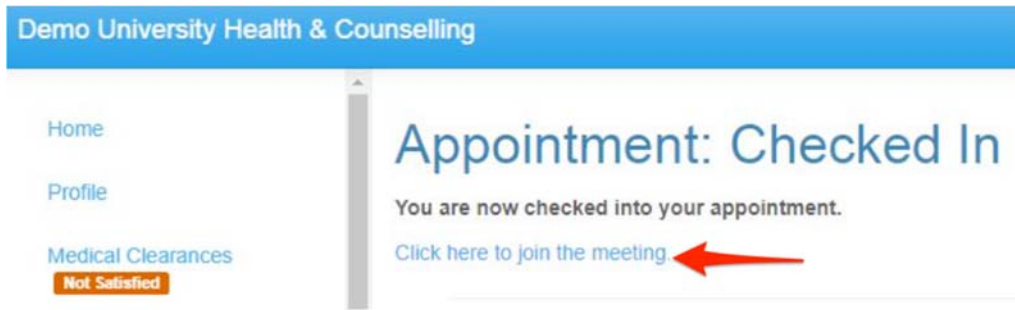 Demo University Health & Counselling
Home
Profile
Medical Clearances
Not Satisfied
Appointment: Checked In
You are now checked into your appointment.
Click here to join the meeting.